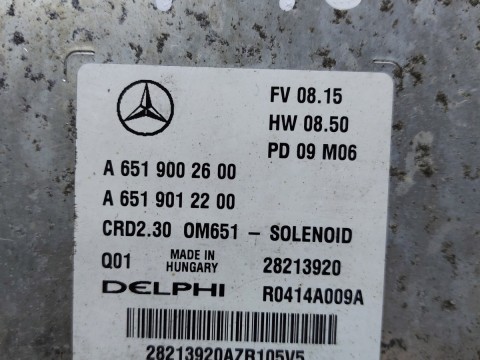 FV 08.15
HW 08.50
PD 09 M06
A 651 900 26 00
A 651 901 22 00
CRD2.30 OM651 – SOLENOID
Q01 MADE IN HUNGARY 28213920
DELPHI R0414A009A
28213920AZR105V5